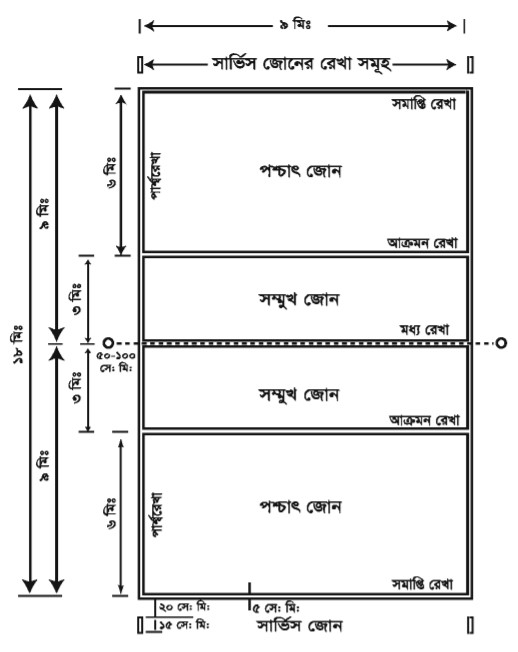 ৯ মিঃ
সার্ভিস জোনের রেখা সমূহ
সমাপ্তি রেখা
৬ মিঃ
পার্শ্বরেখা
পশ্চাৎ জোন
৯ মিঃ
আক্রমন রেখা
৩ মিঃ
সম্মুখ জোন
মধ্য রেখা
১৮ মিঃ
৫০-১০০
সে: মি:
৩ মিঃ
সম্মুখ জোন
আক্রমন রেখা
৯ মিঃ
৬ মিঃ
পার্শ্বরেখা
পশ্চাৎ জোন
সমাপ্তি রেখা
২০ সে: মি:
৫ সে: মি:
১৫ সে: মি:
সার্ভিস জোন